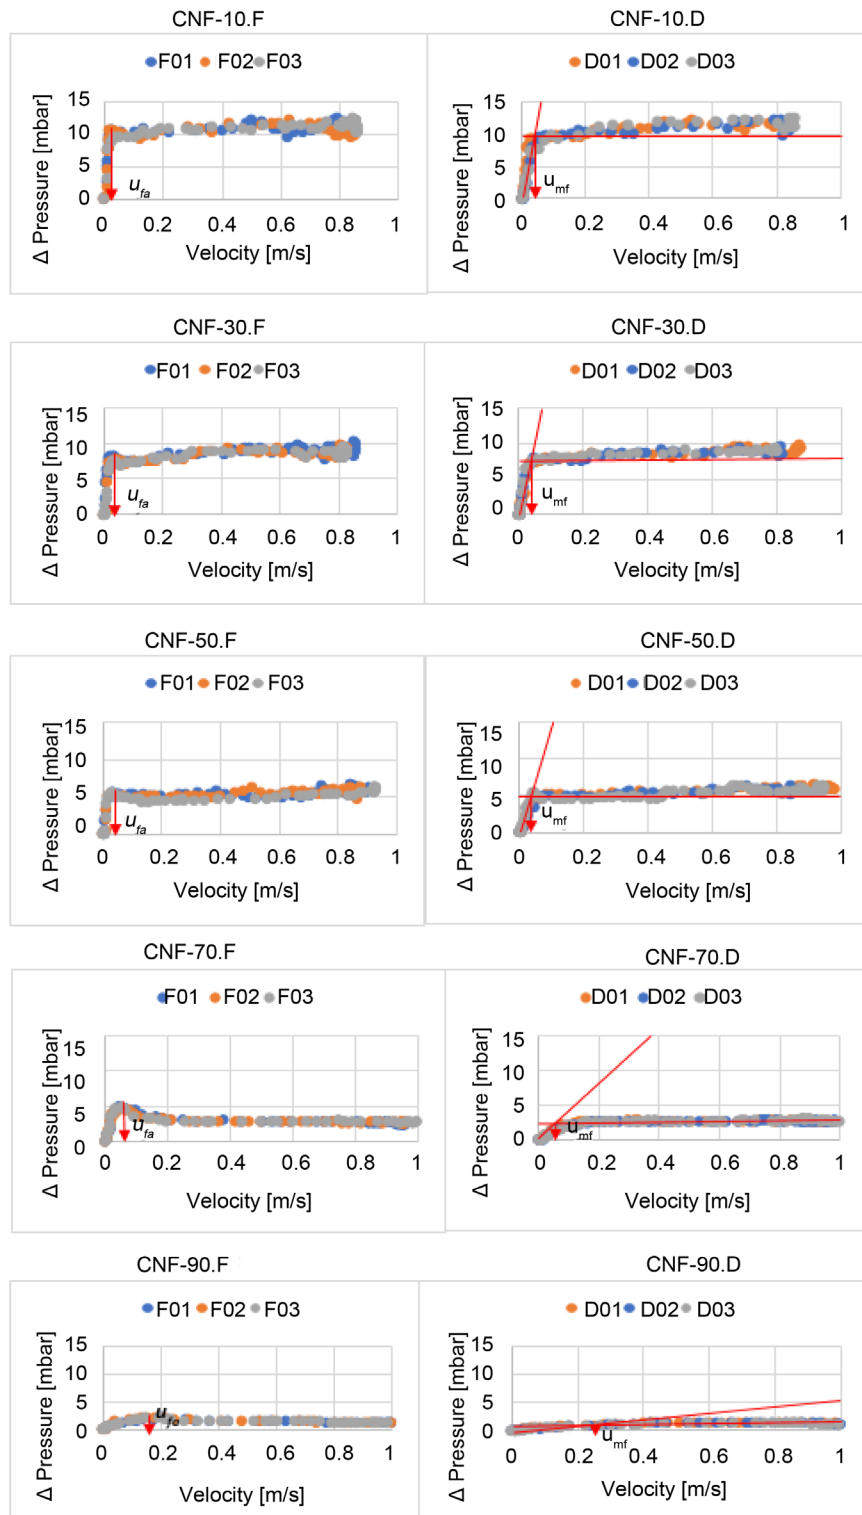 CNF-10.F
F01 F02 F03
Δ Pressure [mbar]
15
10
5
0
u_fa
0 0.2 0.4 0.6 0.8 1
Velocity [m/s]
CNF-10.D
D01 D02 D03
Δ Pressure [mbar]
15
10
5
0
u_mf
0 0.2 0.4 0.6 0.8 1
Velocity [m/s]
CNF-30.F
F01 F02 F03
Δ Pressure [mbar]
15
10
5
0
u_fa
0 0.2 0.4 0.6 0.8 1
Velocity [m/s]
CNF-30.D
D01 D02 D03
Δ Pressure [mbar]
15
10
5
0
u_mf
0 0.2 0.4 0.6 0.8 1
Velocity [m/s]
CNF-50.F
F01 F02 F03
Δ Pressure [mbar]
15
10
5
0
u_fa
0 0.2 0.4 0.6 0.8 1
Velocity [m/s]
CNF-50.D
D01 D02 D03
Δ Pressure [mbar]
15
10
5
0
u_mf
0 0.2 0.4 0.6 0.8 1
Velocity [m/s]
CNF-70.F
F01 F02 F03
Δ Pressure [mbar]
15
10
5
0
u_fa
0 0.2 0.4 0.6 0.8 1
Velocity [m/s]
CNF-70.D
D01 D02 D03
Δ Pressure [mbar]
15
10
5
0
u_mf
0 0.2 0.4 0.6 0.8 1
Velocity [m/s]
CNF-90.F
F01 F02 F03
Δ Pressure [mbar]
15
10
5
0
u_fa
0 0.2 0.4 0.6 0.8 1
Velocity [m/s]
CNF-90.D
D01 D02 D03
Δ Pressure [mbar]
15
10
5
0
u_mf
0 0.2 0.4 0.6 0.8 1
Velocity [m/s]